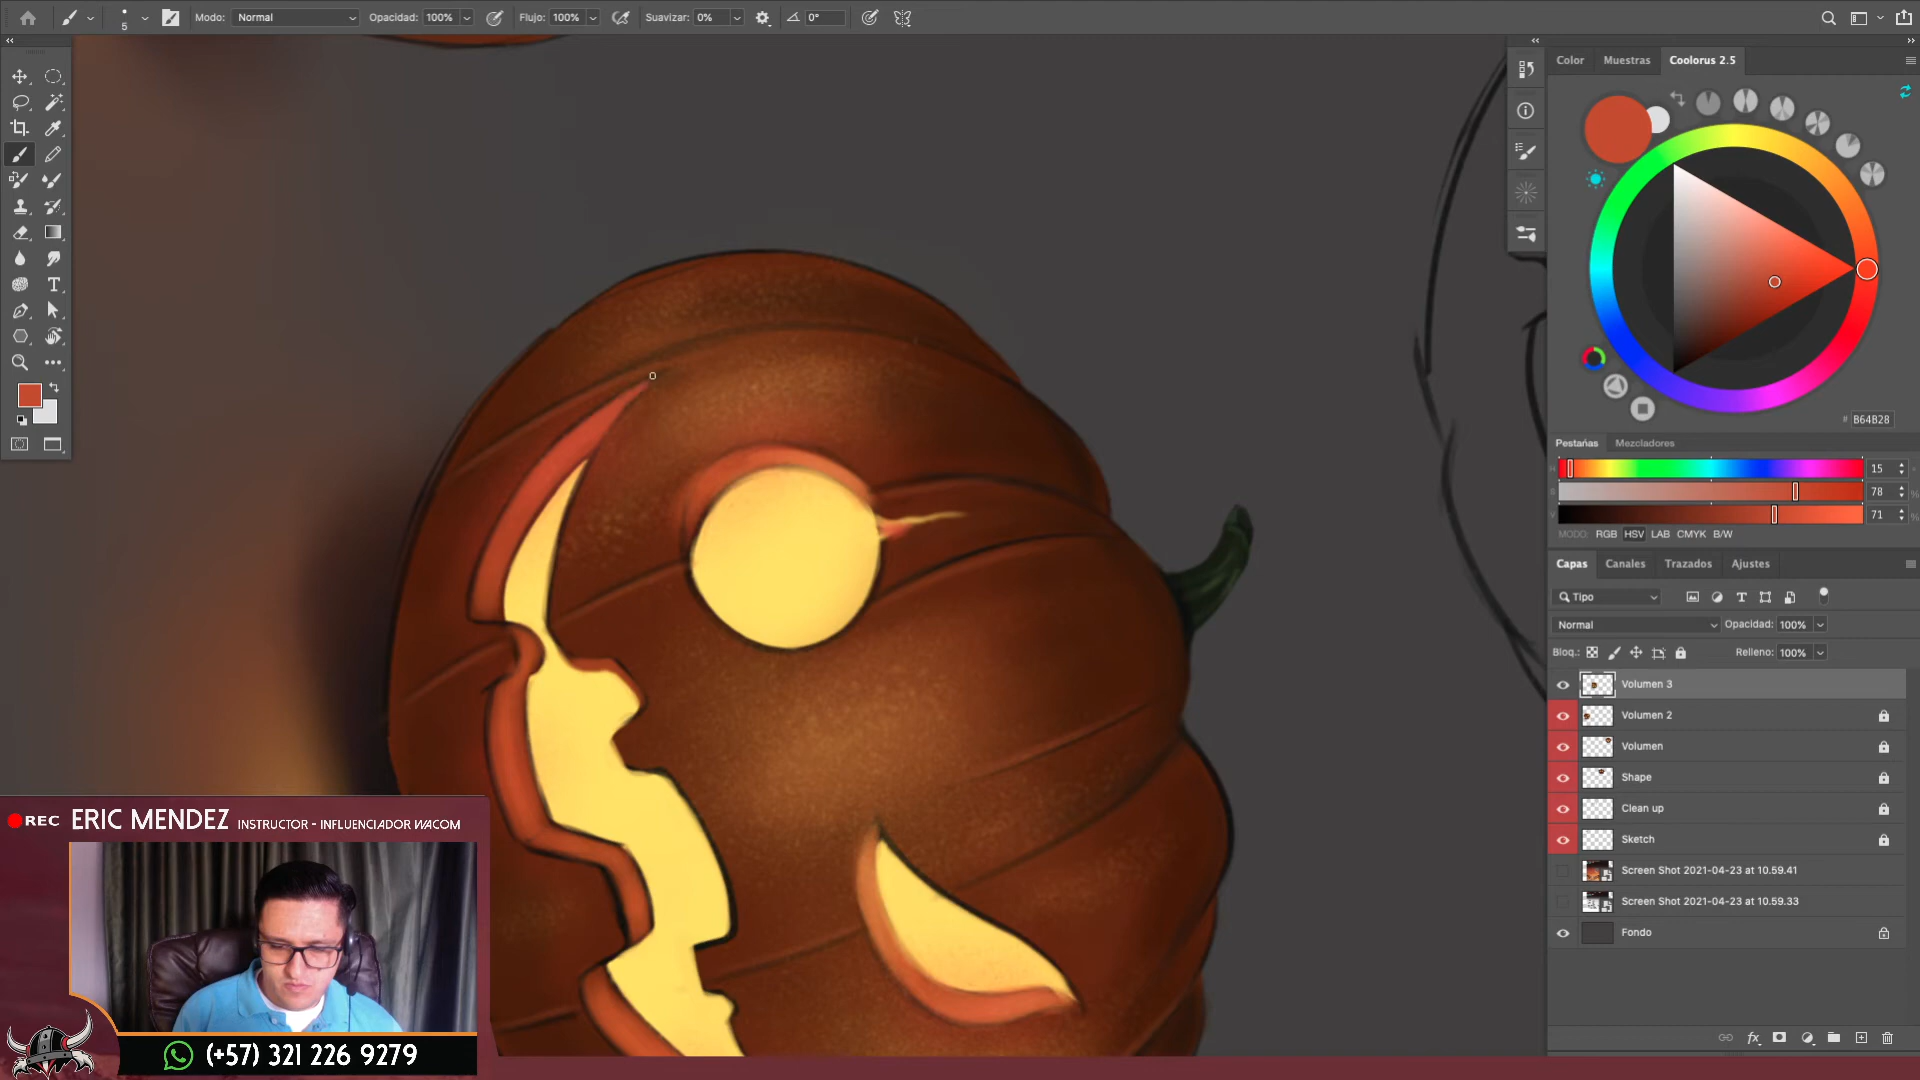 5
Modo: Normal
Opacidad: 100%
Flujo: 100%
Suavizar: 0%
0°
Color
Muestras
Coolorus 2.5
# B64B28
Pestañas
Mezcladores
H 15 °
S 78 %
V 71 %
MODO: RGB HSV LAB CMYK B/W
Capas
Canales
Trazados
Ajustes
Tipo
Normal
Opacidad: 100%
Bloq.:
Relleno: 100%
Volumen 3
Volumen 2
Volumen
Shape
Clean up
Sketch
Screen Shot 2021-04-23 at 10.59.41
Screen Shot 2021-04-23 at 10.59.33
Fondo
fx
REC ERIC MENDEZ INSTRUCTOR - INFLUENCIADOR WACOM
(+57) 321 226 9279